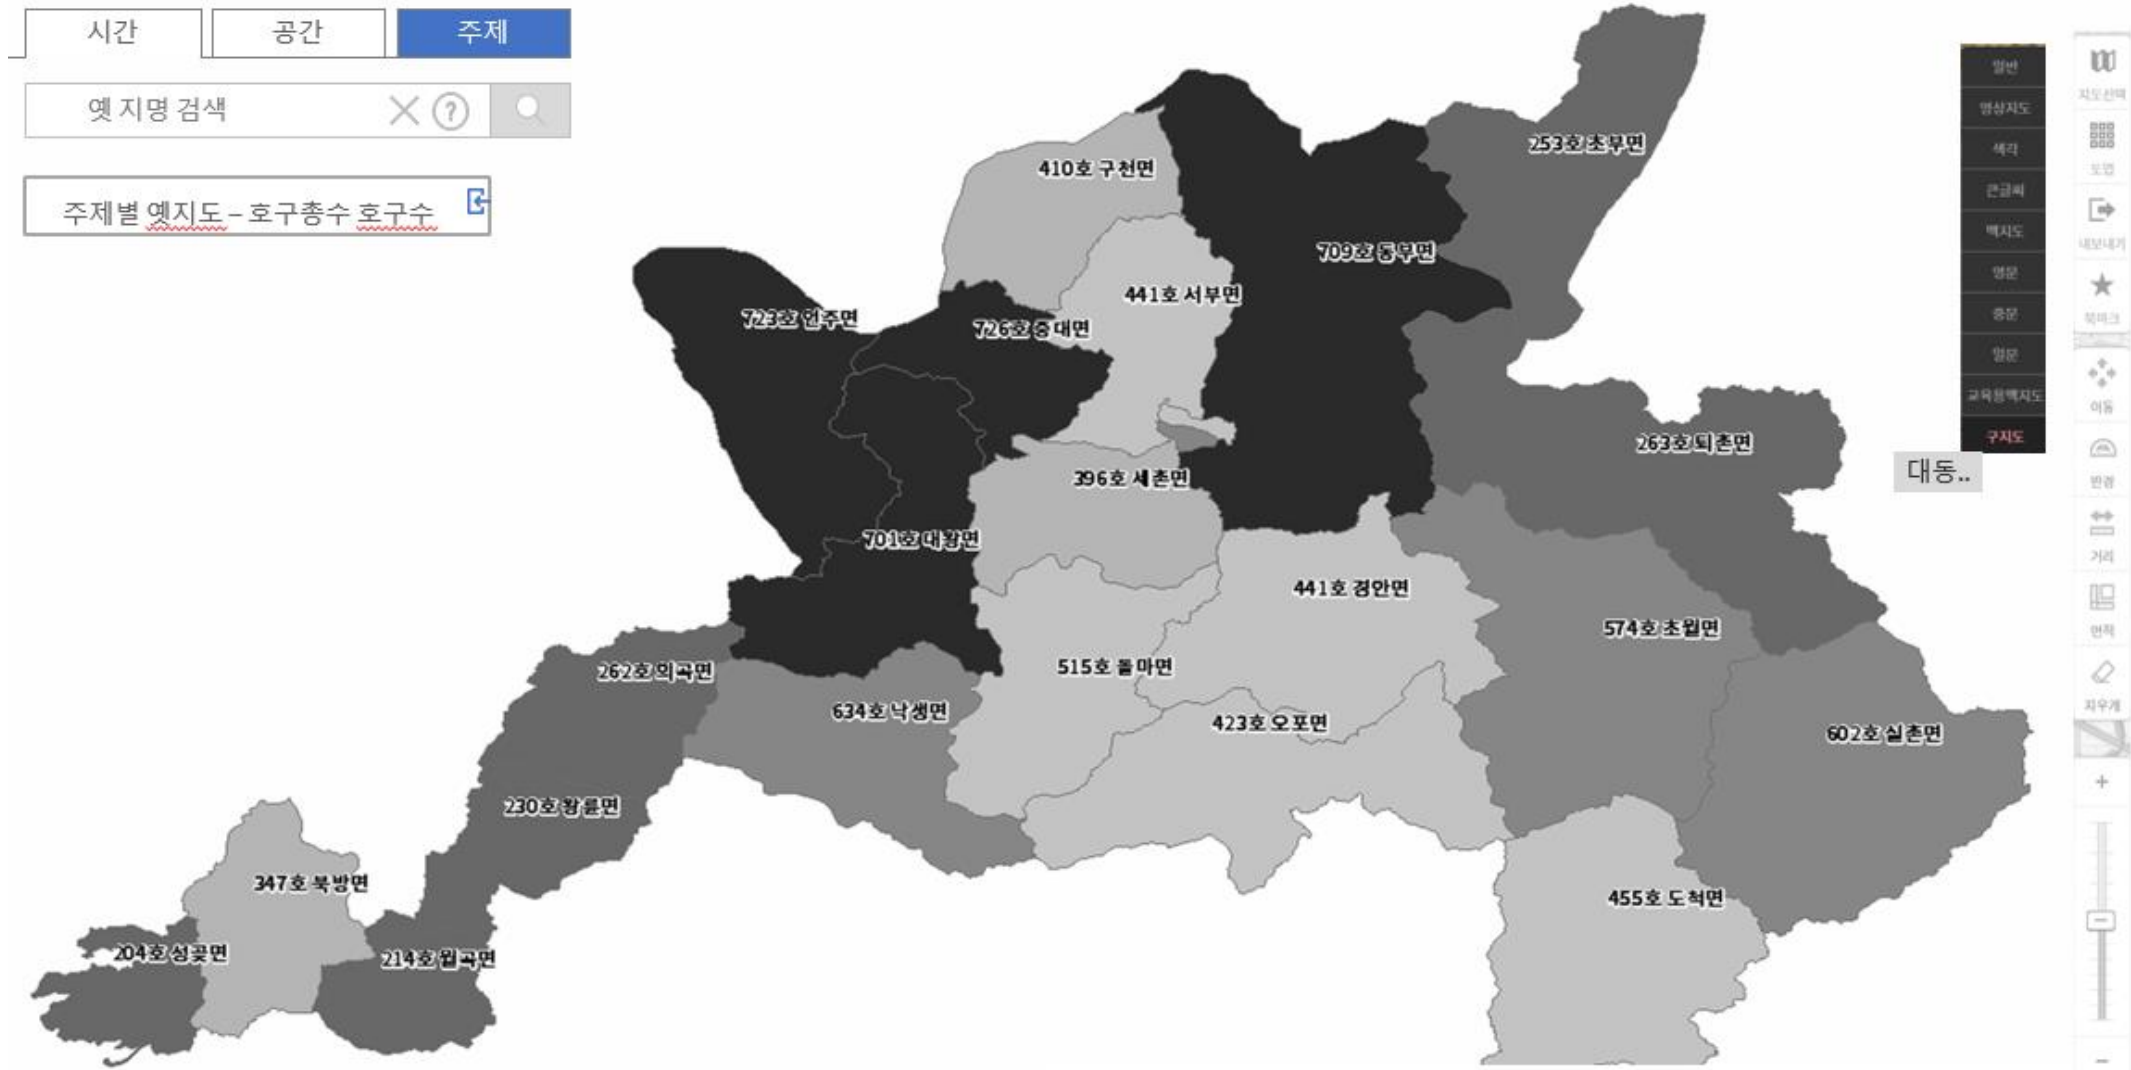 시간
공간
주제
옛 지명 검색
?
주제별 옛지도 – 호구총수 호구수
253호 초부면
410호 구천면
709호 동부면
441호 서부면
723호 언주면
726호 중대면
263호 퇴촌면
396호 세촌면
701호 대왕면
441호 경안면
574호 초월면
515호 돌마면
262호 의곡면
634호 낙생면
423호 오포면
602호 실촌면
230호 왕륜면
347호 북방면
455호 도척면
204호 성곶면
214호 월곡면
일반
영상지도
색각
큰글씨
백지도
영문
중문
일문
교육용백지도
구지도
대동..
지도선택
도엽
내보내기
북마크
이동
반경
거리
면적
지우개
+
−